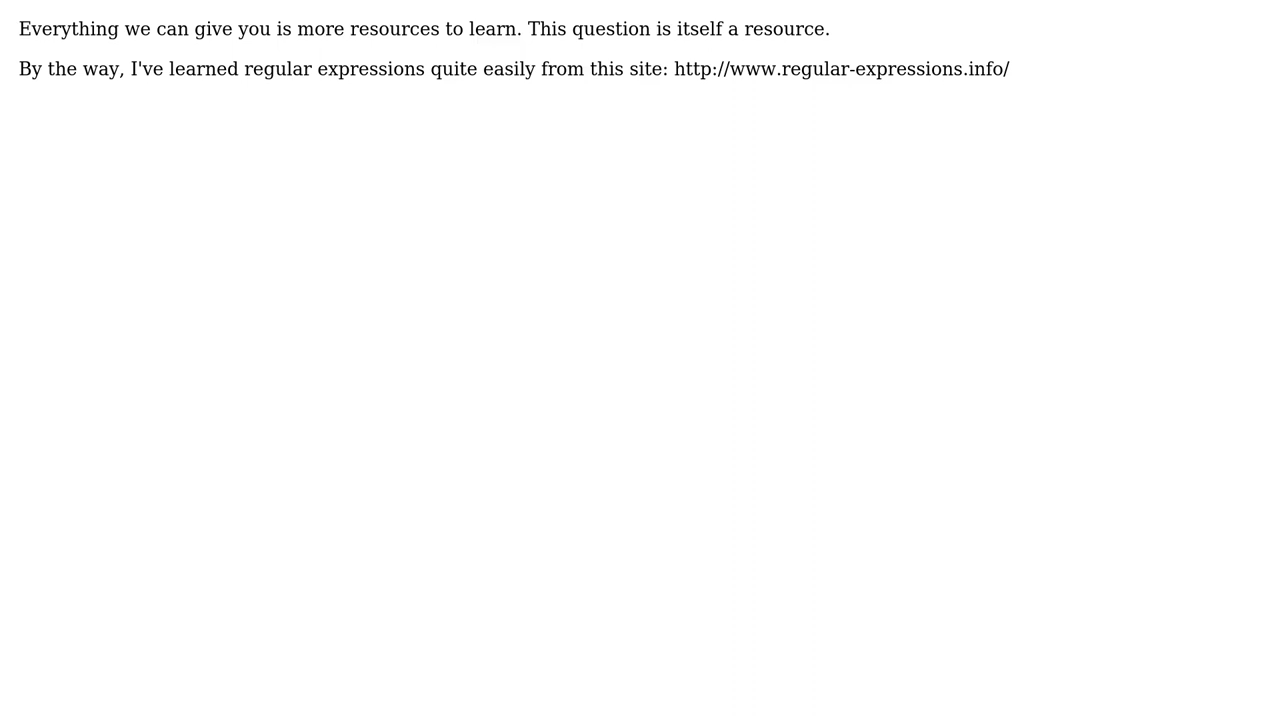 Everything we can give you is more resources to learn. This question is itself a resource.
By the way, I've learned regular expressions quite easily from this site: http://www.regular-expressions.info/